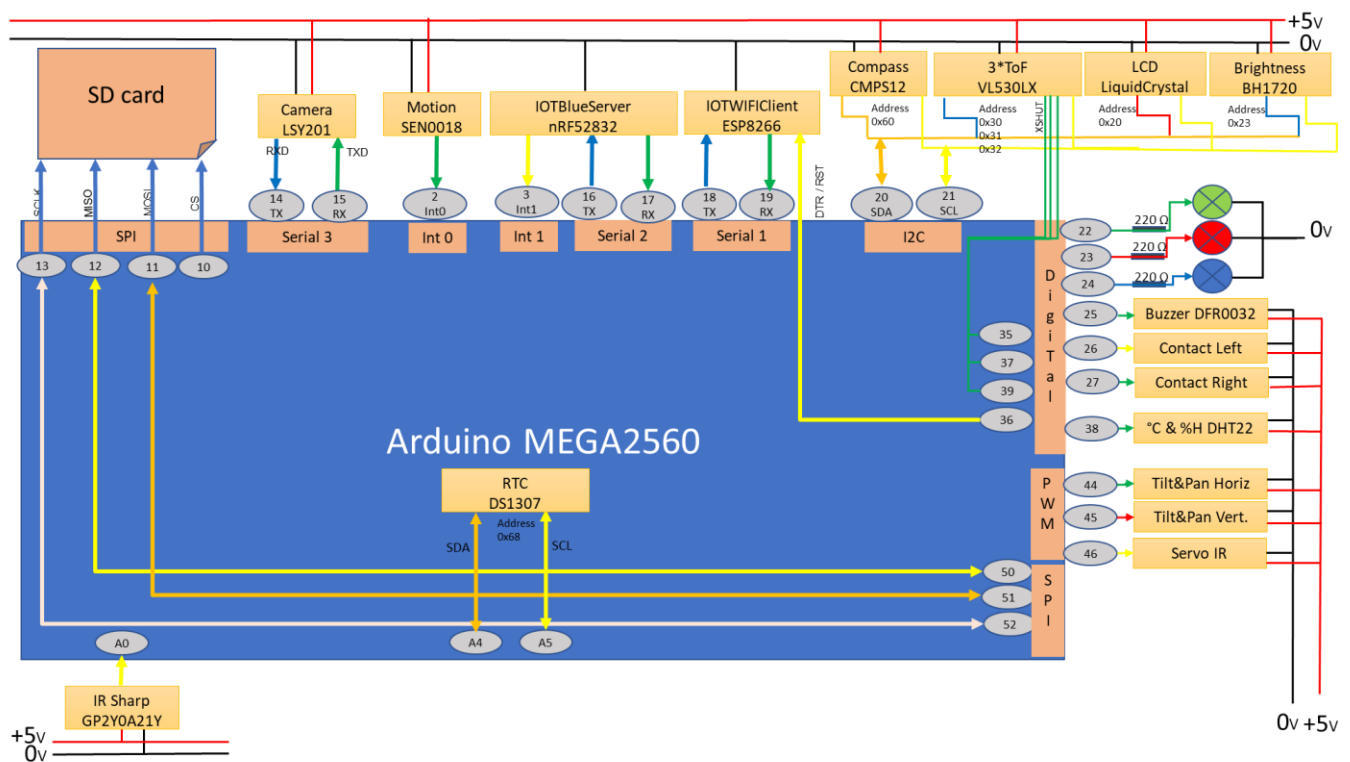 +5V
0V
SD card
Camera
LSY201
Motion
SEN0018
IOTBlueServer
nRF52832
IOTWIFIClient
ESP8266
Compass
CMPS12
3*ToF
VL530LX
LCD
LiquidCrystal
Brightness
BH1720
Address
0x60
Address
0x30
0x31
0x32
XSHUT
Address
0x20
Address
0x23
RXD
TXD
DTR / RST
SCLK
MISO
MOSI
CS
14
TX
15
RX
2
Int0
3
Int1
16
TX
17
RX
18
TX
19
RX
20
SDA
21
SCL
SPI
Serial 3
Int 0
Int 1
Serial 2
Serial 1
I2C
13
12
11
10
DigiTal
22
23
24
25
26
27
38
220 Ω
220 Ω
220 Ω
0V
35
37
39
36
Buzzer DFR0032
Contact Left
Contact Right
°C & %H DHT22
Arduino MEGA2560
RTC
DS1307
Address
0x68
SDA
SCL
PWM
44
45
46
Tilt&Pan Horiz
Tilt&Pan Vert.
Servo IR
SPI
50
51
52
A0
A4
A5
IR Sharp
GP2Y0A21Y
+5V
0V
0V +5V